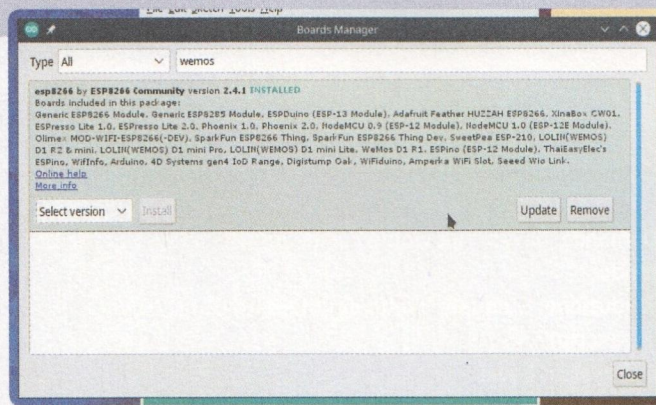 File Edit Sketch Tools Help
Boards Manager
Type All wemos
esp8266 by ESP8266 Community version 2.4.1 INSTALLED
Boards included in this package:
Generic ESP8266 Module, Generic ESP8285 Module, ESPDuino (ESP-13 Module), Adafruit Feather HUZZAH ESP8266, XinaBox CW01,
ESPresso Lite 1.0, ESPresso Lite 2.0, Phoenix 1.0, Phoenix 2.0, NodeMCU 0.9 (ESP-12 Module), NodeMCU 1.0 (ESP-12E Module),
Olimex MOD-WIFI-ESP8266(-DEV), SparkFun ESP8266 Thing, SparkFun ESP8266 Thing Dev, SweetPea ESP-210, LOLIN(WEMOS)
D1 R2 & mini, LOLIN(WEMOS) D1 mini Pro, LOLIN(WEMOS) D1 mini Lite, WeMos D1 R1, ESPino (ESP-12 Module), ThaiEasyElec's
ESPino, WifInfo, Arduino, 4D Systems gen4 IoD Range, Digistump Oak, WiFiduino, Amperka WiFi Slot, Seeed Wio Link.
Online help
More info
Select version Install Update Remove
Close